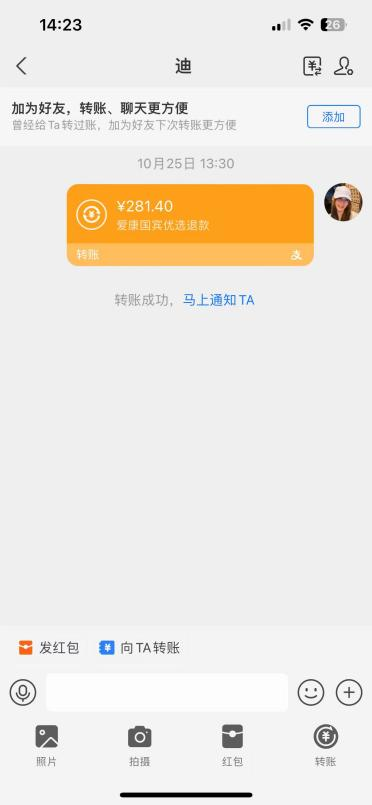 14:23
26
迪
加为好友，转账、聊天更方便
曾经给Ta转过账，加为好友下次转账更方便
添加
10月25日 13:30
¥281.40
爱康国宾优选退款
转账
支
转账成功，马上通知TA
发红包
向TA转账
照片
拍摄
红包
转账